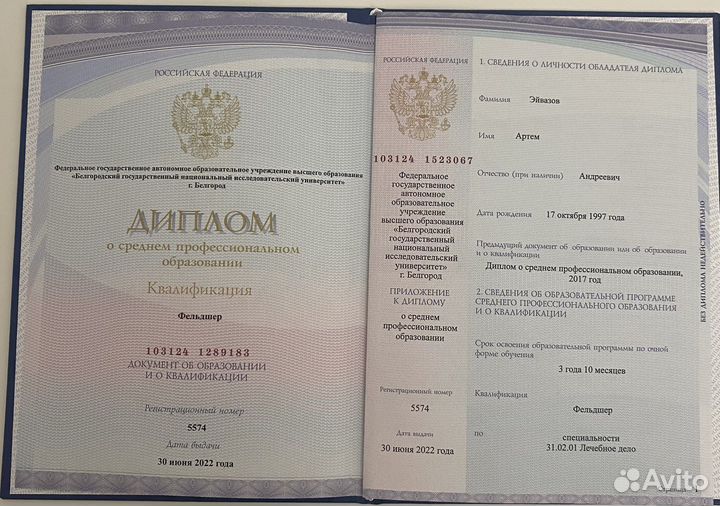 РОССИЙСКАЯ ФЕДЕРАЦИЯ
Федеральное государственное автономное образовательное учреждение высшего образования
«Белгородский государственный национальный исследовательский университет»
г. Белгород
ДИПЛОМ
о среднем профессиональном
образовании
Квалификация
Фельдшер
103124 1289183
ДОКУМЕНТ ОБ ОБРАЗОВАНИИ
И О КВАЛИФИКАЦИИ
Регистрационный номер
5574
Дата выдачи
30 июня 2022 года
РОССИЙСКАЯ ФЕДЕРАЦИЯ
103124 1523067
Федеральное
государственное
автономное
образовательное
учреждение
высшего образования
«Белгородский
государственный
национальный
исследовательский
университет»
г. Белгород
ПРИЛОЖЕНИЕ
К ДИПЛОМУ
о среднем
профессиональном
образовании
Регистрационный номер
5574
Дата выдачи
30 июня 2022 года
1. СВЕДЕНИЯ О ЛИЧНОСТИ ОБЛАДАТЕЛЯ ДИПЛОМА
Фамилия Эйвазов
Имя Артем
Отчество (при наличии) Андреевич
Дата рождения 17 октября 1997 года
Предыдущий документ об образовании или об образовании
и о квалификации
Диплом о среднем профессиональном образовании,
2017 год
2. СВЕДЕНИЯ ОБ ОБРАЗОВАТЕЛЬНОЙ ПРОГРАММЕ
СРЕДНЕГО ПРОФЕССИОНАЛЬНОГО ОБРАЗОВАНИЯ
И О КВАЛИФИКАЦИИ
Срок освоения образовательной программы по очной
форме обучения
3 года 10 месяцев
Квалификация
Фельдшер
по специальности
31.02.01 Лечебное дело
Страница 1
БЕЗ ДИПЛОМА НЕДЕЙСТВИТЕЛЬНО
Avito